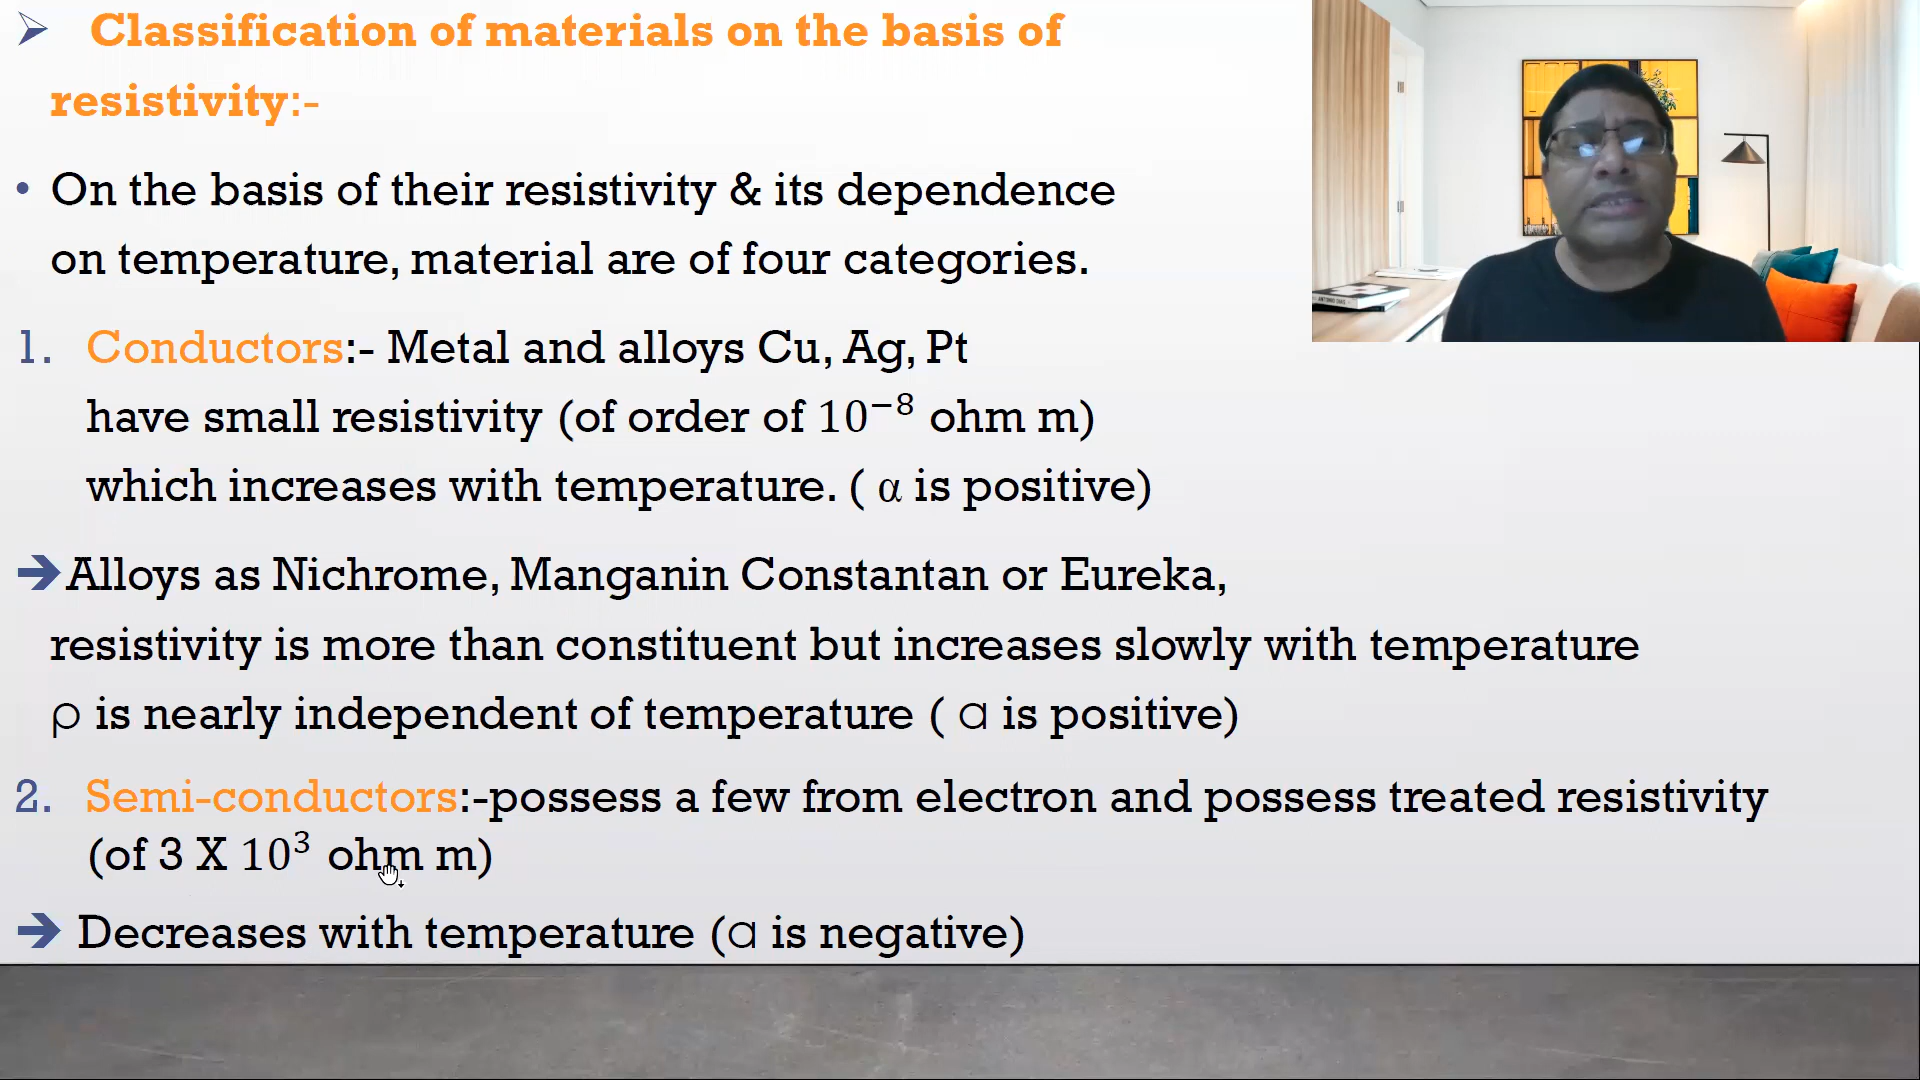 ➢ Classification of materials on the basis of
resistivity:-
• On the basis of their resistivity & its dependence
on temperature, material are of four categories.
1. Conductors:- Metal and alloys Cu, Ag, Pt
have small resistivity (of order of 10⁻⁸ ohm m)
which increases with temperature. ( α is positive)
➔Alloys as Nichrome, Manganin Constantan or Eureka,
resistivity is more than constituent but increases slowly with temperature
ρ is nearly independent of temperature ( α is positive)
2. Semi-conductors:-possess a few from electron and possess treated resistivity
(of 3 X 10³ ohm m)
➔ Decreases with temperature (α is negative)